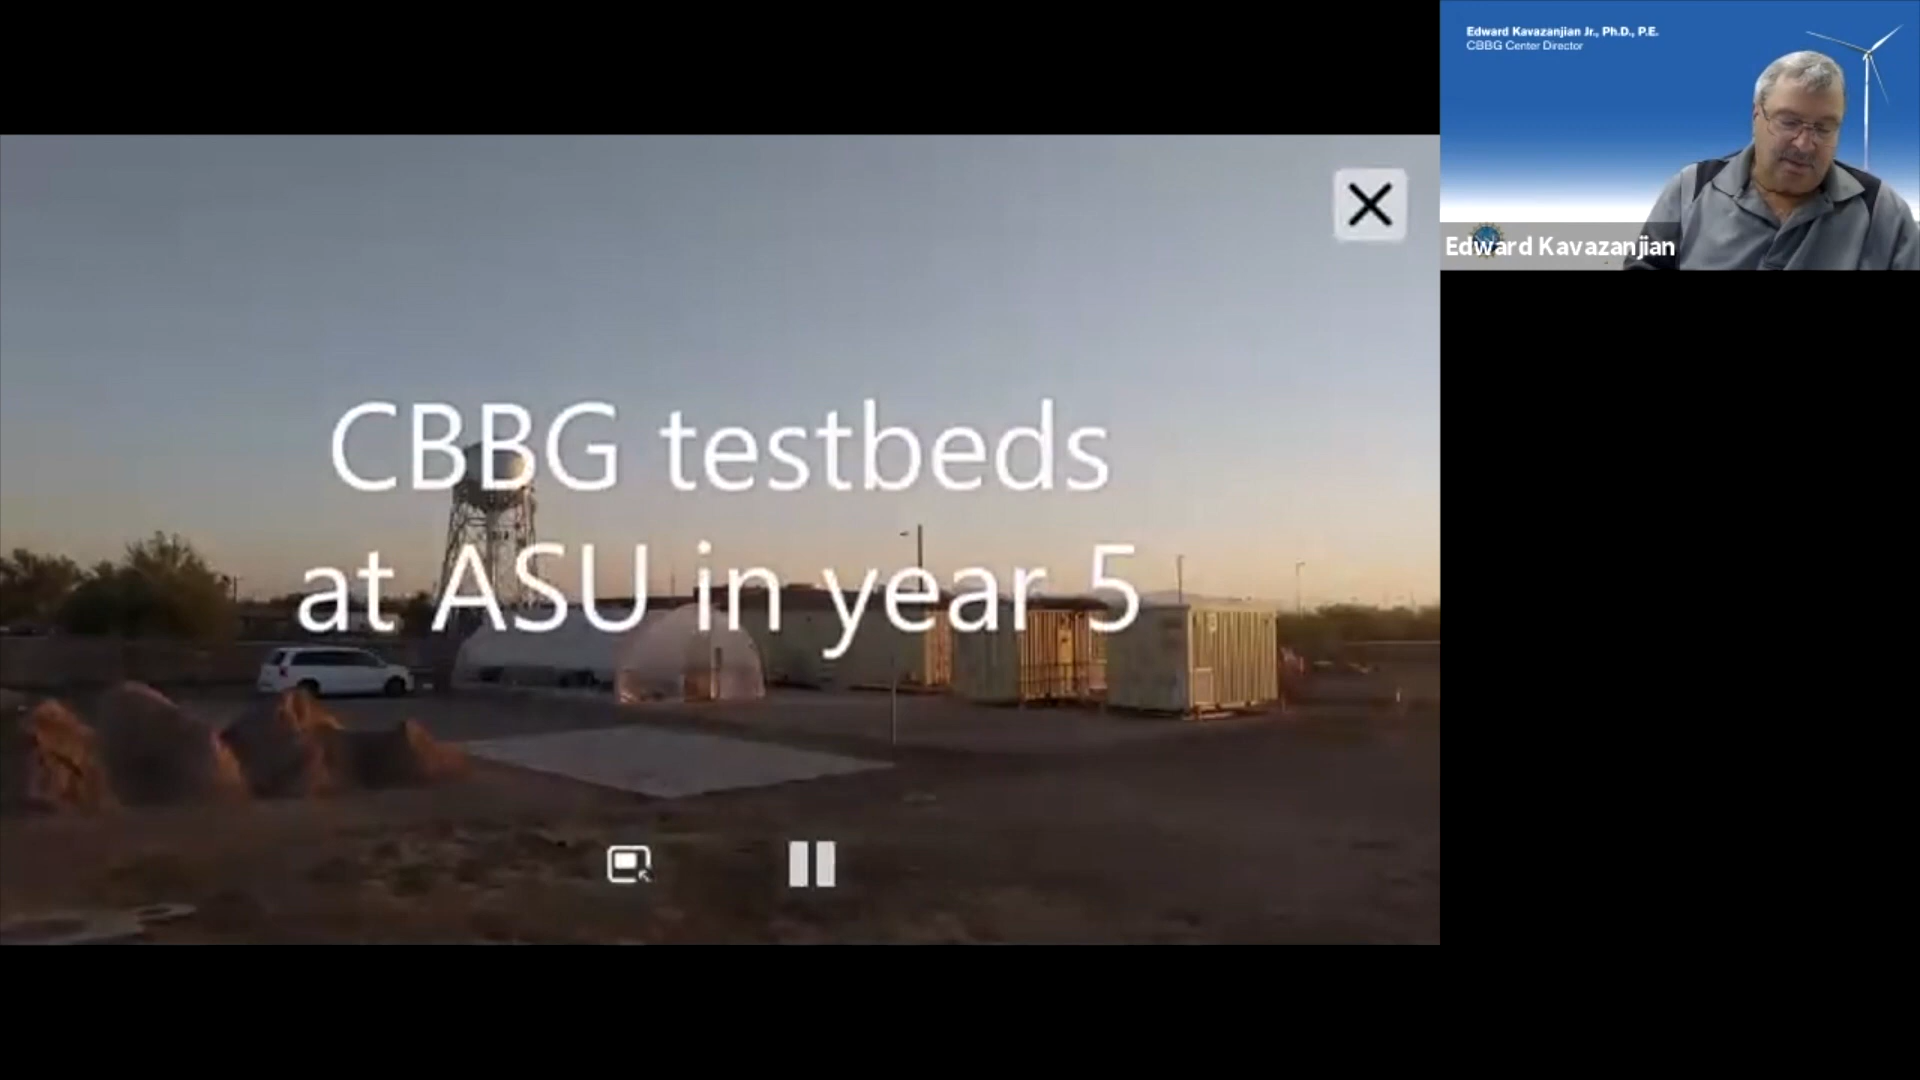 CBBG testbeds
at ASU in year 5
Edward Kavazanjian Jr., Ph.D., P.E.
CBBG Center Director
Edward Kavazanjian